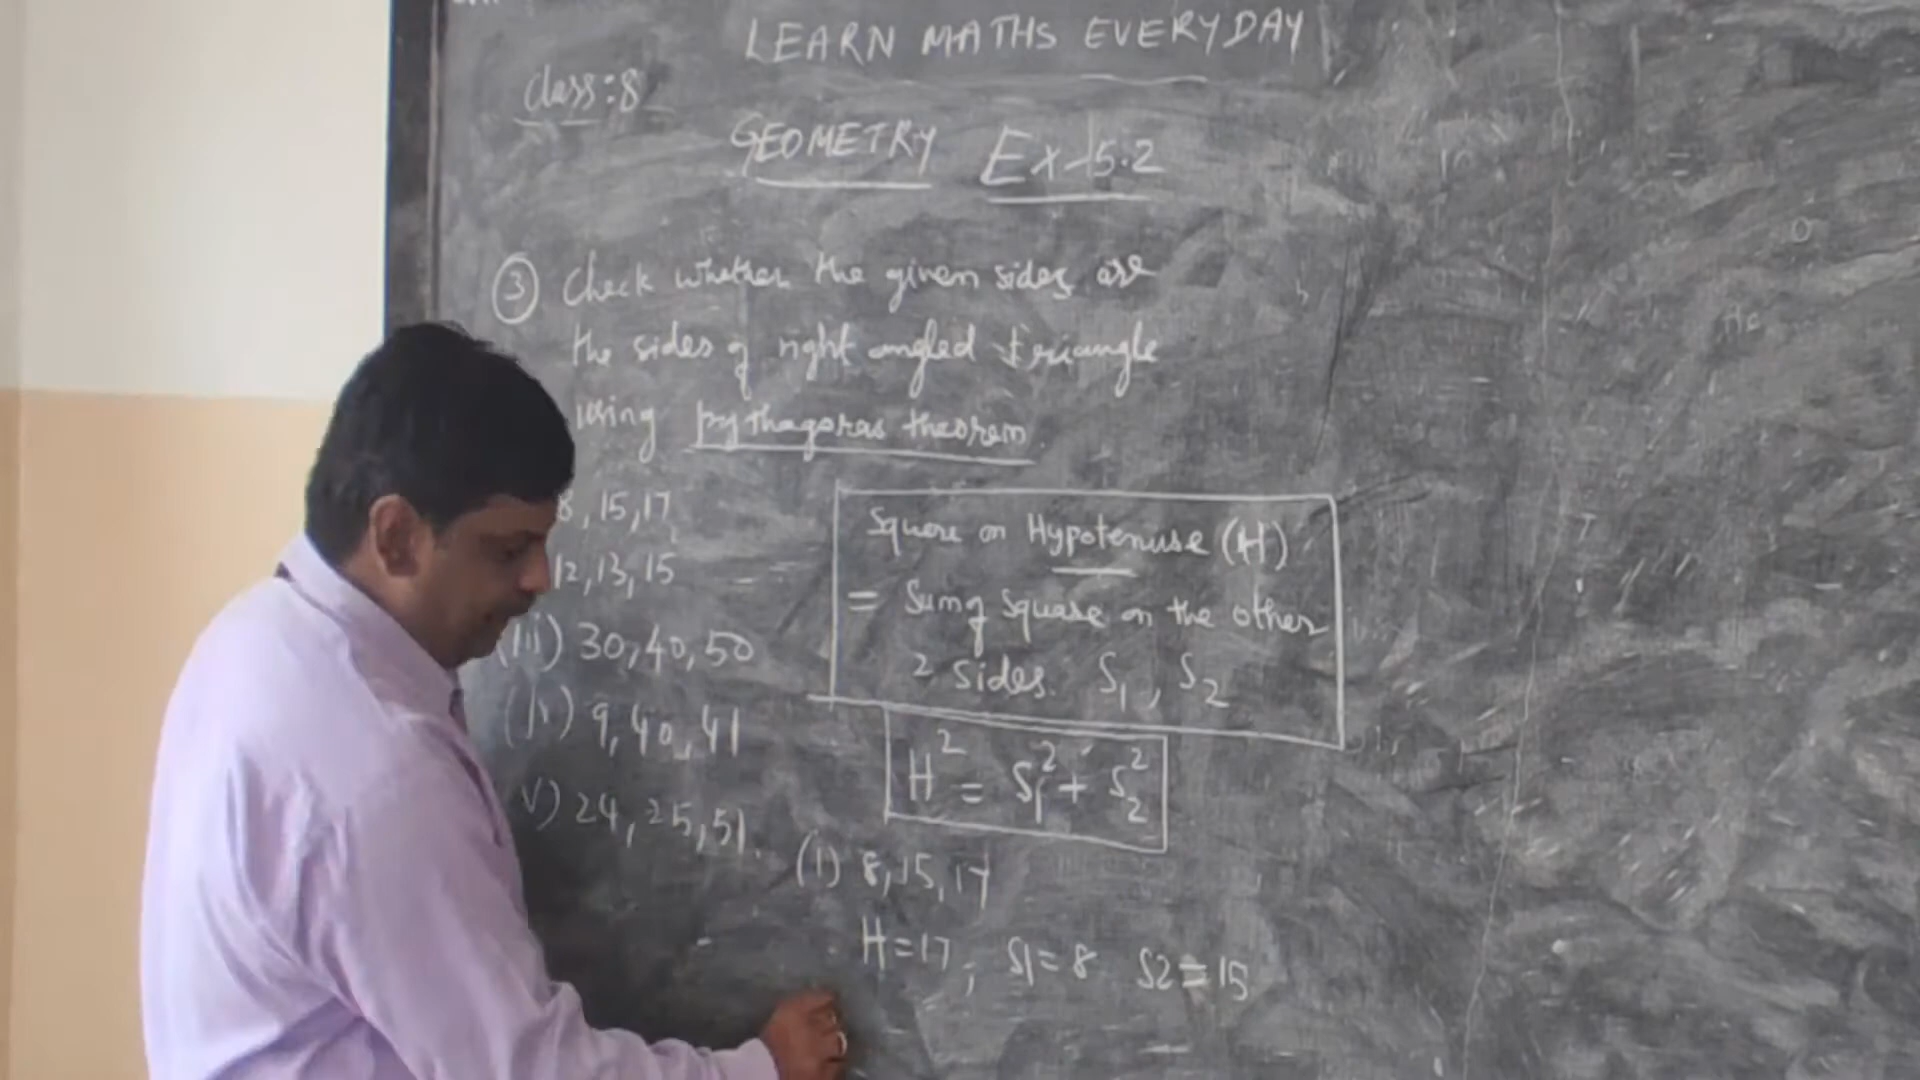 LEARN MATHS EVERYDAY
Class:8
GEOMETRY Ex-5.2
(3) Check whether the given sides are
the sides of right angled triangle
using pythagoras theorem.
8, 15, 17
12, 13, 15
(iii) 30, 40, 50
(iv) 9, 40, 41
v) 24, 25, 51.
Square on Hypotenuse (H)
= Sum of Square on the other
2 sides. S₁, S₂
H² = S₁² + S₂²
(i) 8, 15, 17
H=17, S1=8 S2=15